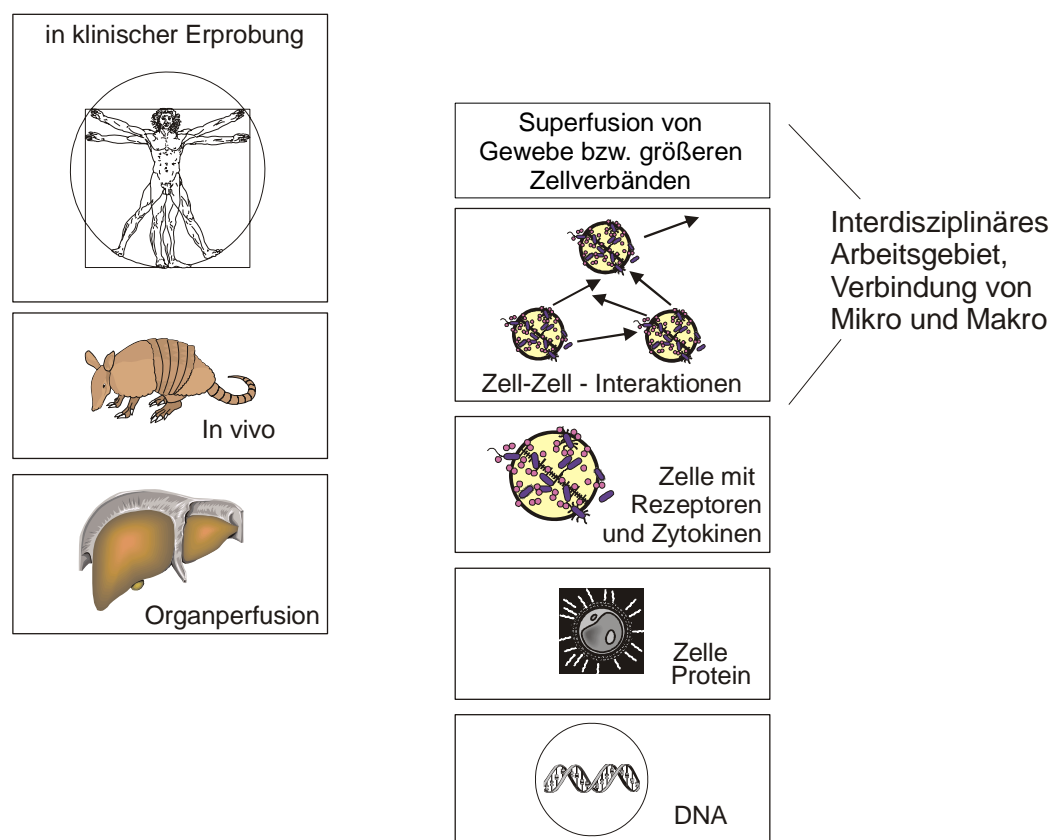 in klinischer Erprobung
In vivo
Organperfusion
Superfusion von
Gewebe bzw. größeren
Zellverbänden
Zell-Zell - Interaktionen
Zelle mit
Rezeptoren
und Zytokinen
Zelle
Protein
DNA
Interdisziplinäres
Arbeitsgebiet,
Verbindung von
Mikro und Makro